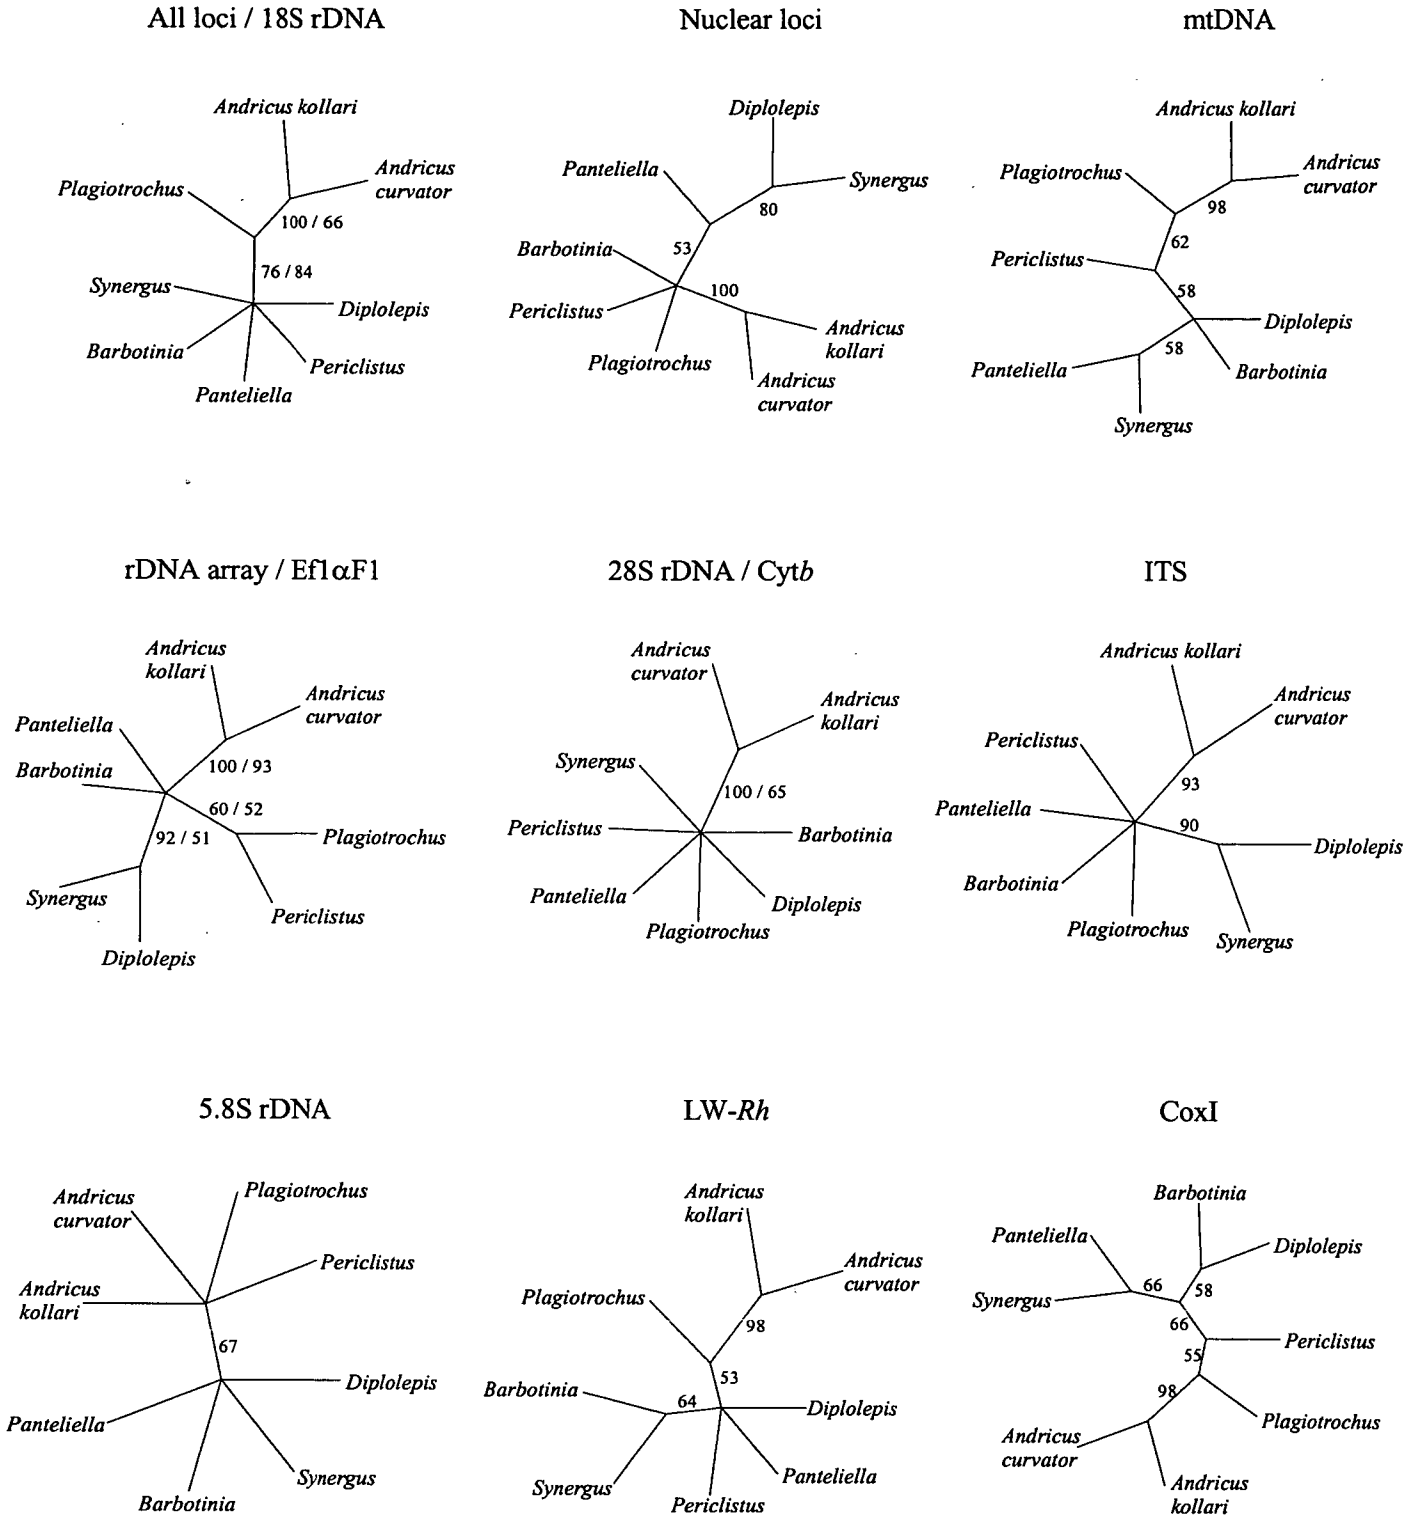 All loci / 18S rDNA
Nuclear loci
mtDNA
Andricus kollari
Andricus
curvator
Plagiotrochus
100 / 66
76 / 84
Synergus
Diplolepis
Barbotinia
Periclistus
Panteliella
Diplolepis
Panteliella
Synergus
80
Barbotinia
53
100
Periclistus
Andricus
kollari
Plagiotrochus
Andricus
curvator
Andricus kollari
Plagiotrochus
Andricus
curvator
98
62
Periclistus
58
Diplolepis
58
Panteliella
Barbotinia
Synergus
rDNA array / Ef1αF1
28S rDNA / Cytb
ITS
Andricus
kollari
Andricus
curvator
Panteliella
Barbotinia
100 / 93
60 / 52
92 / 51
Plagiotrochus
Synergus
Periclistus
Diplolepis
Andricus
curvator
Andricus
kollari
Synergus
100 / 65
Periclistus
Barbotinia
Panteliella
Diplolepis
Plagiotrochus
Andricus kollari
Andricus
curvator
Periclistus
93
Panteliella
90
Diplolepis
Barbotinia
Plagiotrochus
Synergus
5.8S rDNA
LW-Rh
CoxI
Andricus
curvator
Plagiotrochus
Periclistus
Andricus
kollari
67
Diplolepis
Panteliella
Synergus
Barbotinia
Andricus
kollari
Andricus
curvator
Plagiotrochus
98
53
Barbotinia
64
Diplolepis
Synergus
Panteliella
Periclistus
Barbotinia
Panteliella
Diplolepis
66
58
Synergus
66
Periclistus
55
98
Plagiotrochus
Andricus
curvator
Andricus
kollari